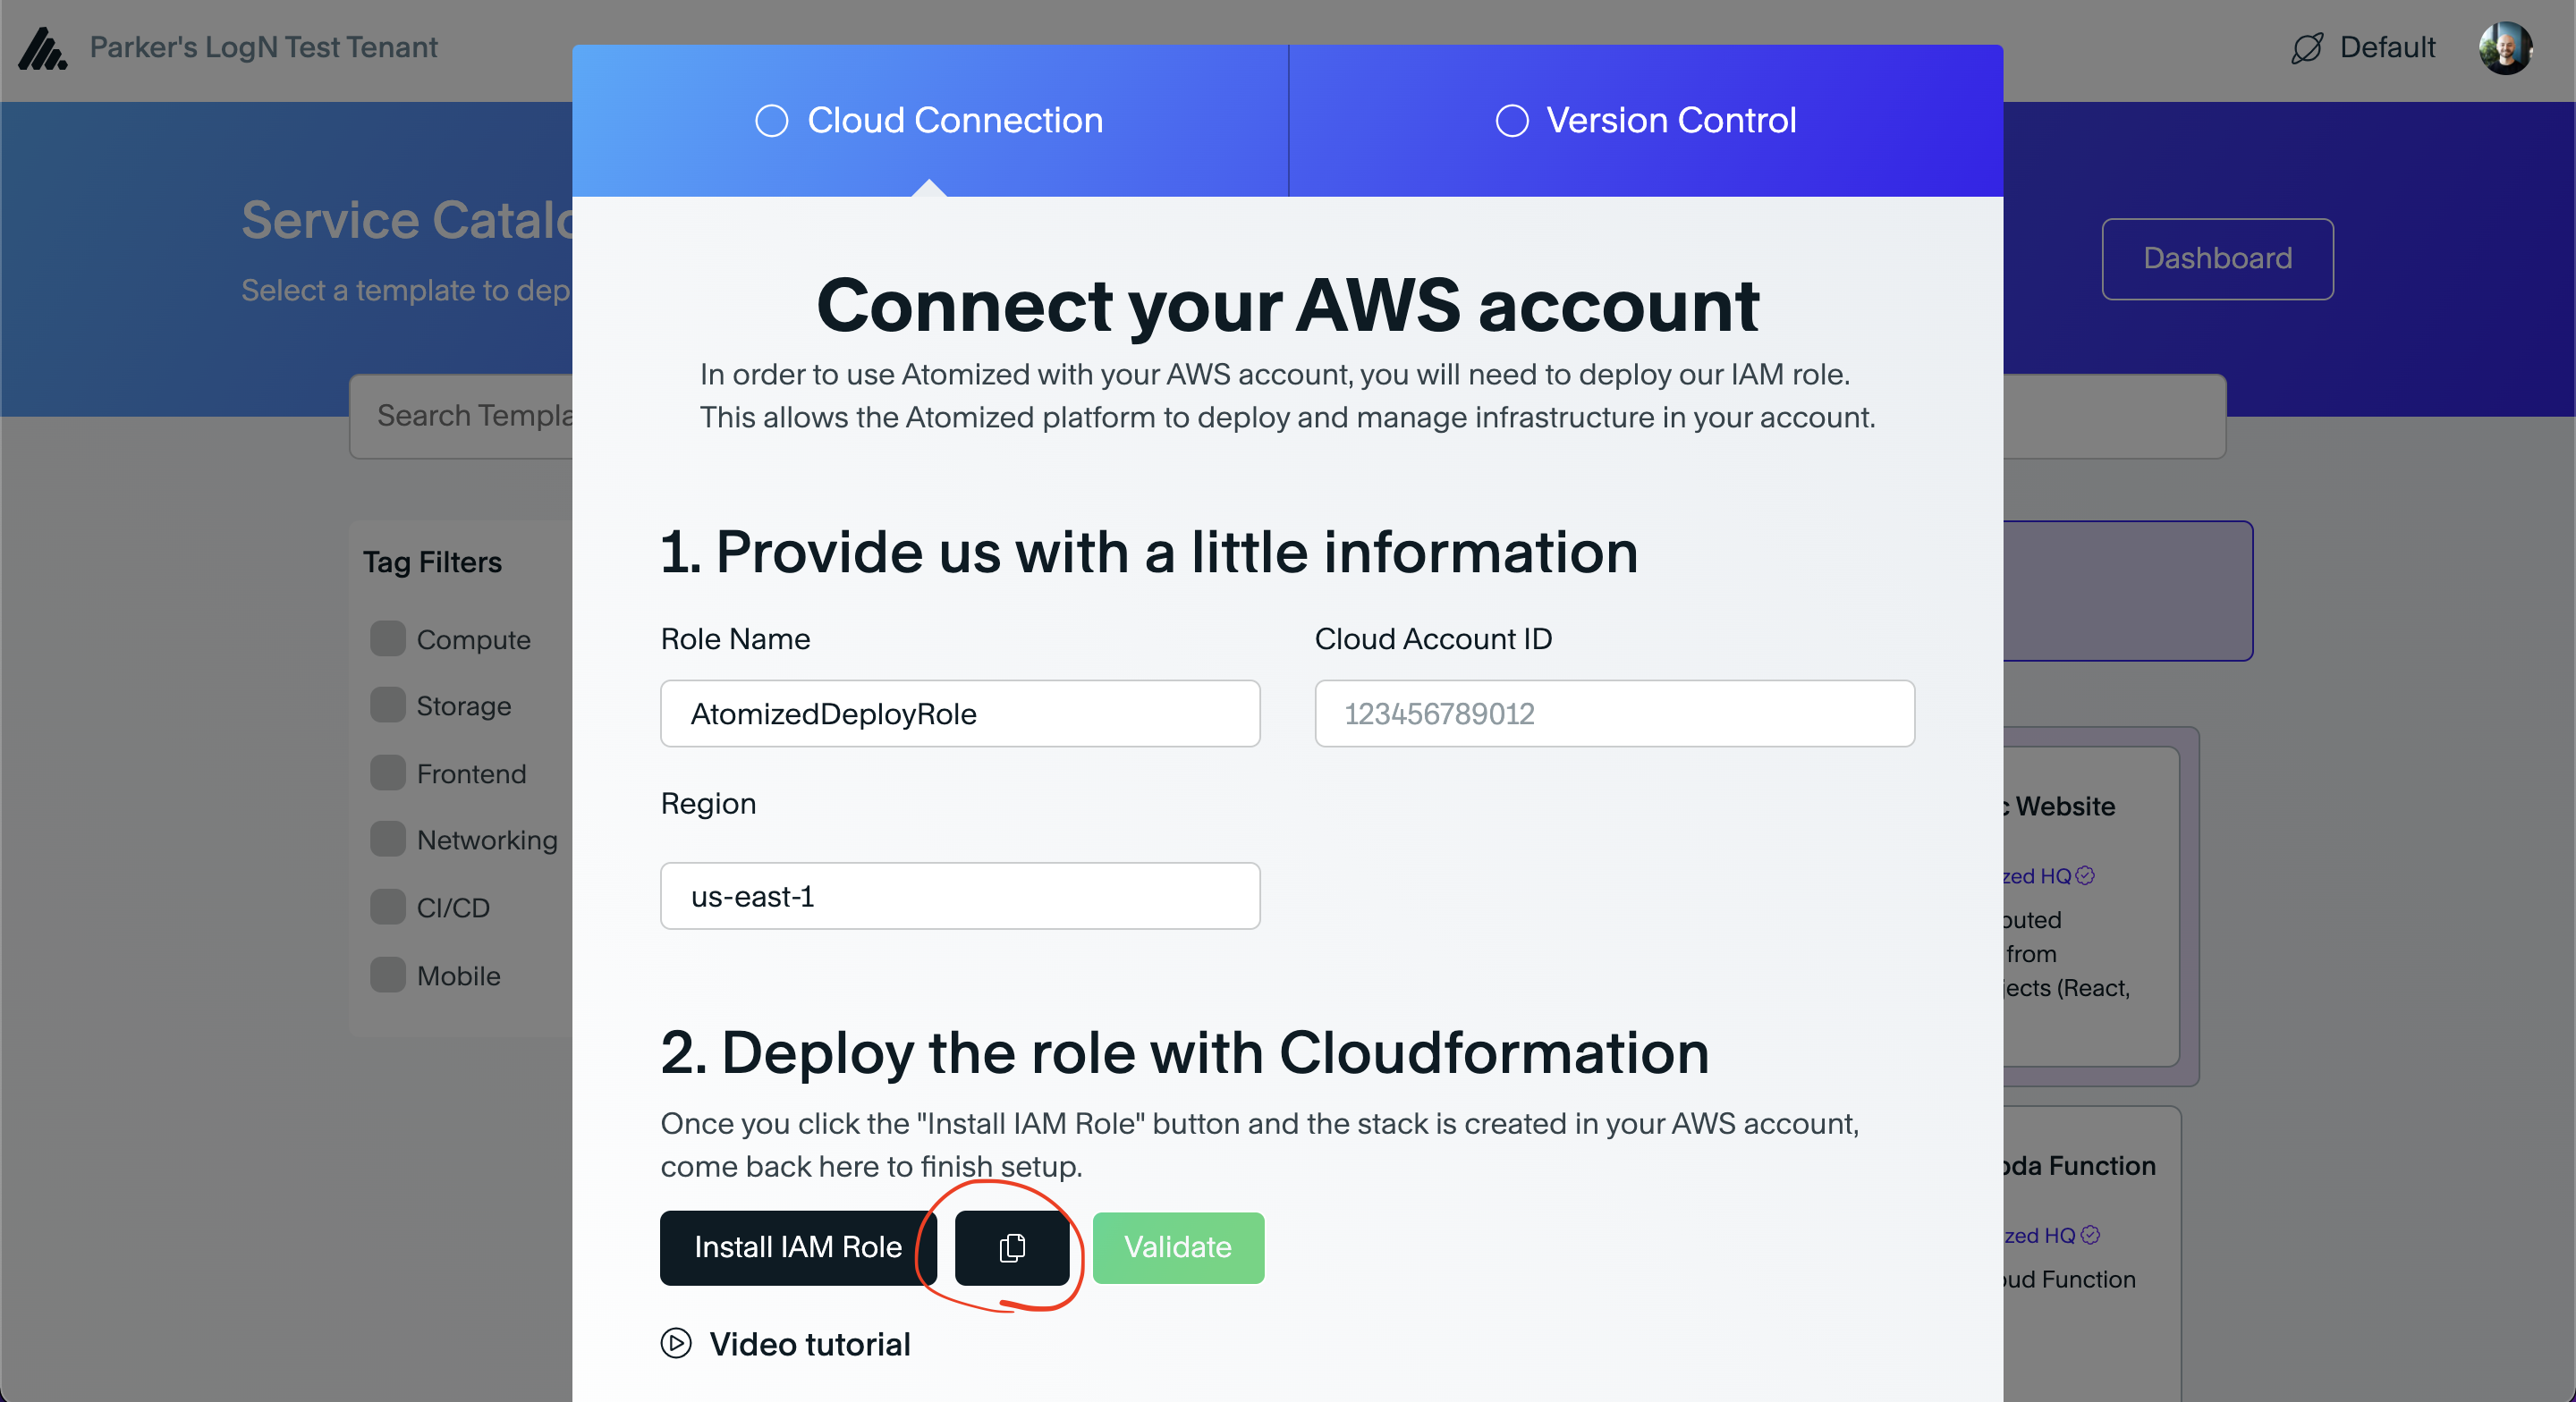 Parker's LogN Test Tenant
Default
Cloud Connection
Version Control
Service Catalo
Select a template to dep
Dashboard
Search Templa
Connect your AWS account
In order to use Atomized with your AWS account, you will need to deploy our IAM role.
This allows the Atomized platform to deploy and manage infrastructure in your account.
1. Provide us with a little information
Role Name
Cloud Account ID
AtomizedDeployRole
123456789012
Region
us-east-1
Tag Filters
Compute
Storage
Frontend
Networking
CI/CD
Mobile
c Website
zed HQ
outed
from
jects (React,
2. Deploy the role with Cloudformation
Once you click the "Install IAM Role" button and the stack is created in your AWS account,
come back here to finish setup.
Install IAM Role
Validate
Video tutorial
bda Function
zed HQ
oud Function